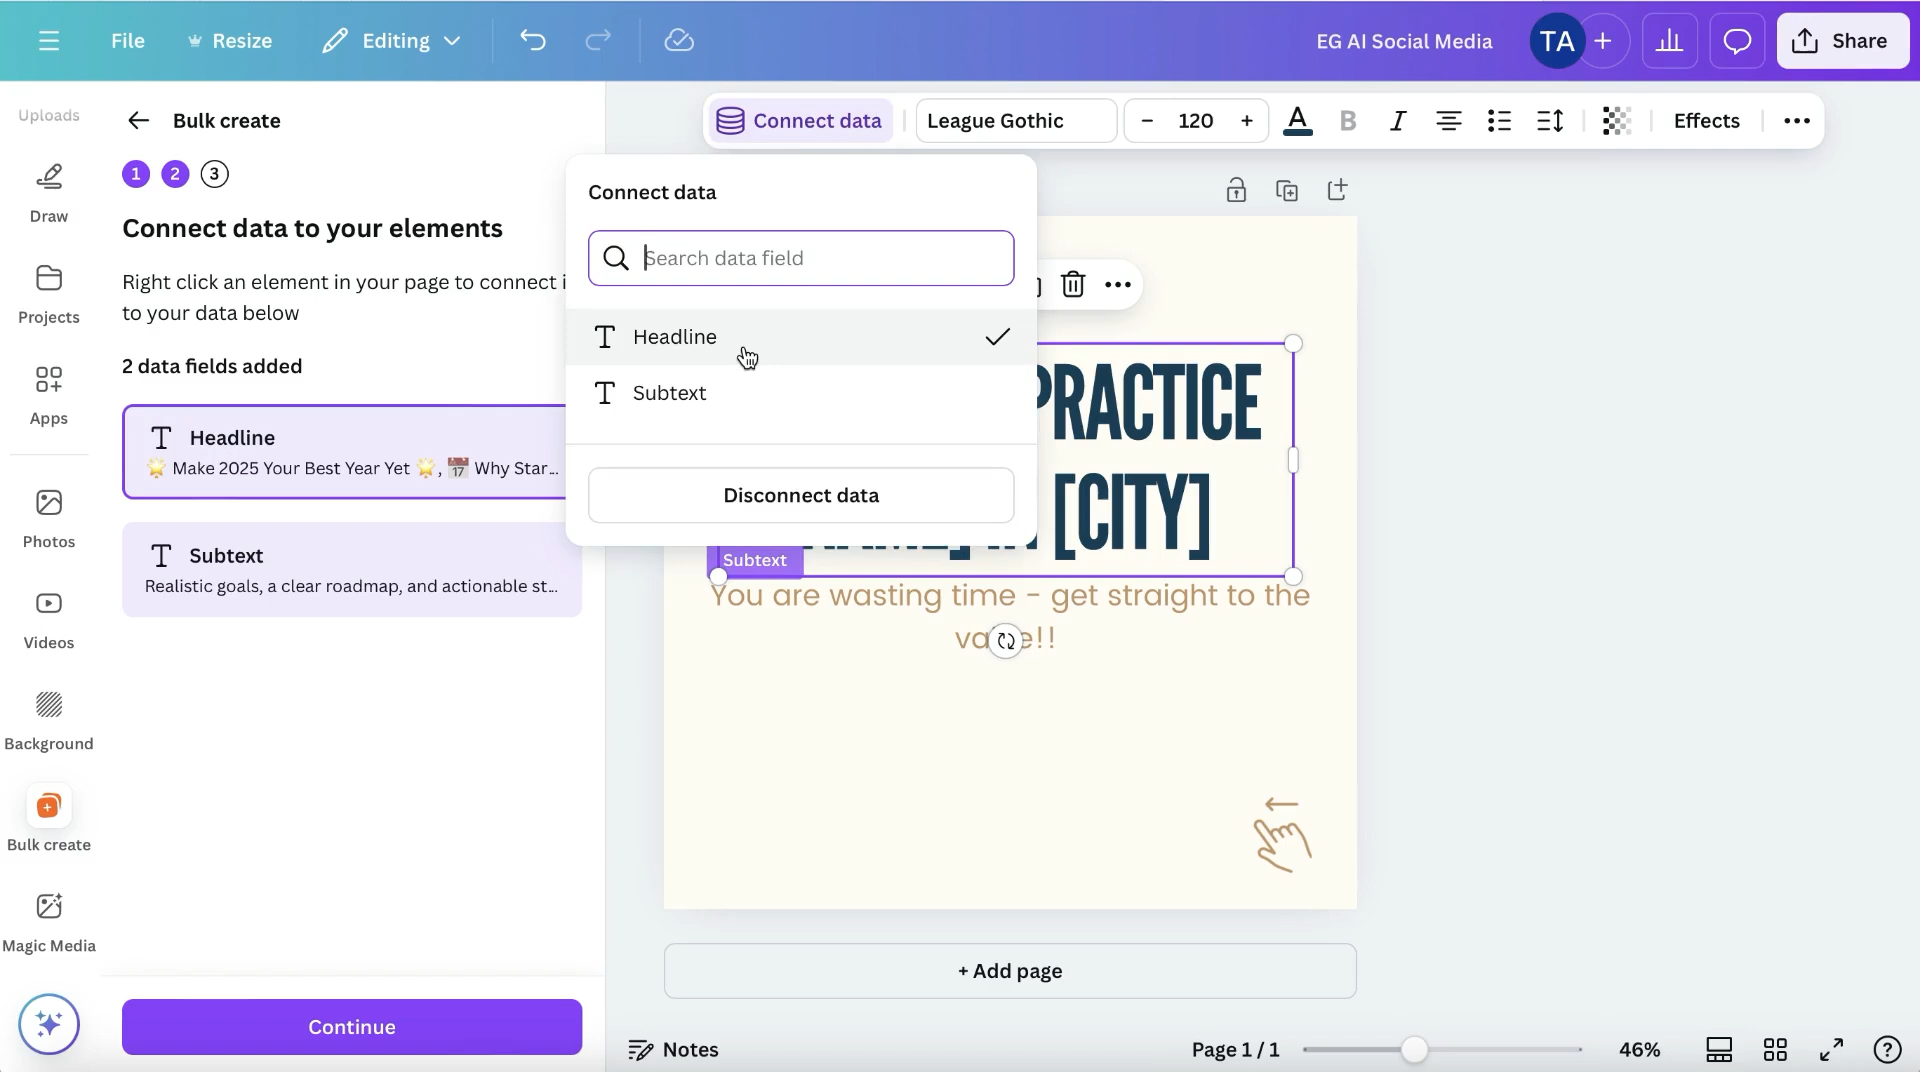 File
Resize
Editing
EG AI Social Media
TA
Share
Uploads
Draw
Projects
Apps
Photos
Videos
Background
Bulk create
Magic Media
Bulk create
1 2 3
Connect data to your elements
Right click an element in your page to connect
to your data below
2 data fields added
Headline
🌟 Make 2025 Your Best Year Yet 🌟, 📅 Why Star...
Subtext
Realistic goals, a clear roadmap, and actionable st...
Continue
Connect data
League Gothic
- 120 +
A
B
I
Effects
Connect data
Search data field
Headline
Subtext
Disconnect data
PRACTICE
[CITY]
Subtext
You are wasting time - get straight to the
+ Add page
Notes
Page 1 / 1
46%